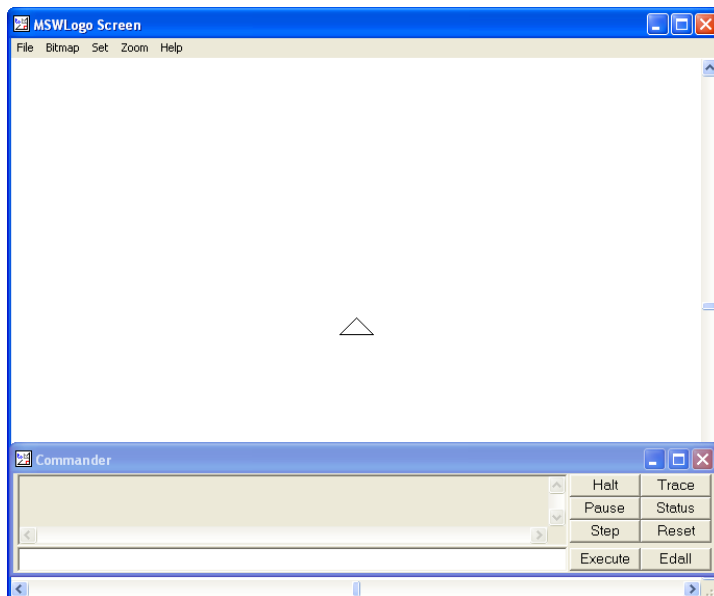 MSWLogo Screen
File Bitmap Set Zoom Help
Commander
Halt Trace
Pause Status
Step Reset
Execute Edall